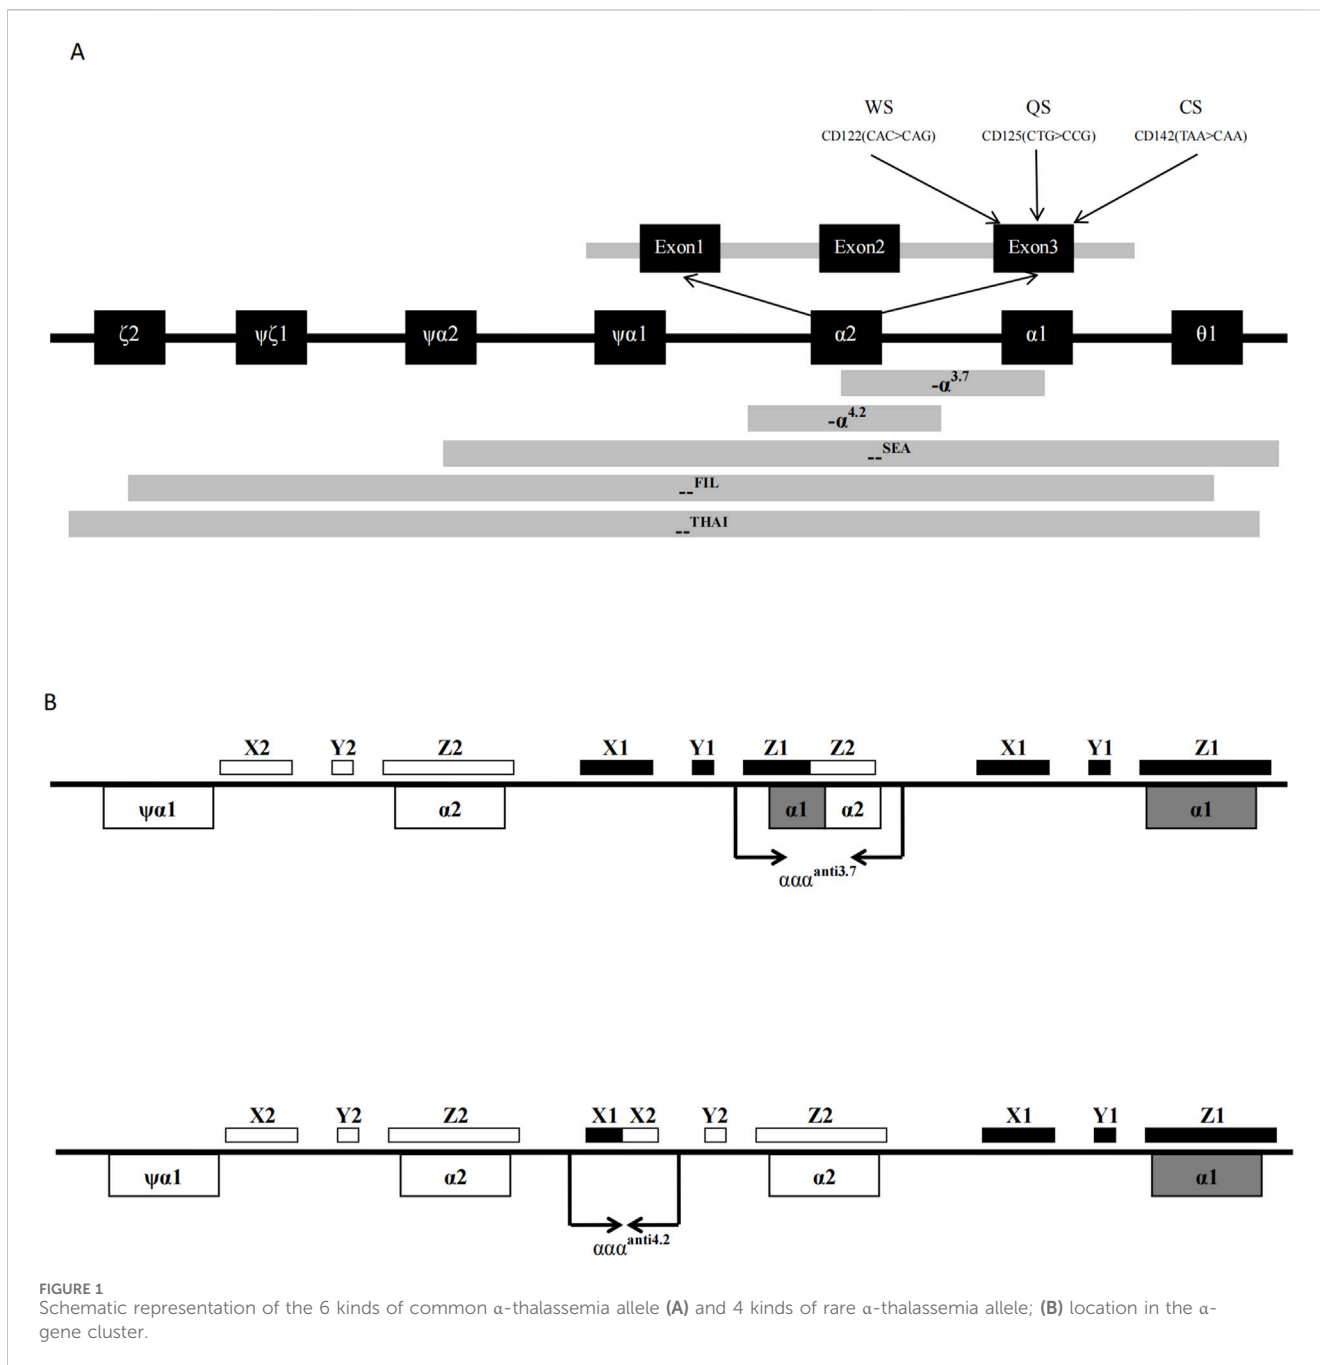 A
WS QS CS
CD122(CAC>CAG) CD125(CTG>CCG) CD142(TAA>CAA)
Exon1 Exon2 Exon3
ζ2 ψζ1 ψα2 ψα1 α2 α1 θ1
-α3.7
-α4.2
--SEA
--FIL
--THAI
B
X2 Y2 Z2 X1 Y1 Z1 Z2 X1 Y1 Z1
ψα1 α2 α1 α2 α1
αααanti3.7
X2 Y2 Z2 X1 X2 Y2 Z2 X1 Y1 Z1
ψα1 α2 α2 α1
αααanti4.2
FIGURE 1
Schematic representation of the 6 kinds of common α-thalassemia allele (A) and 4 kinds of rare α-thalassemia allele; (B) location in the α-
gene cluster.